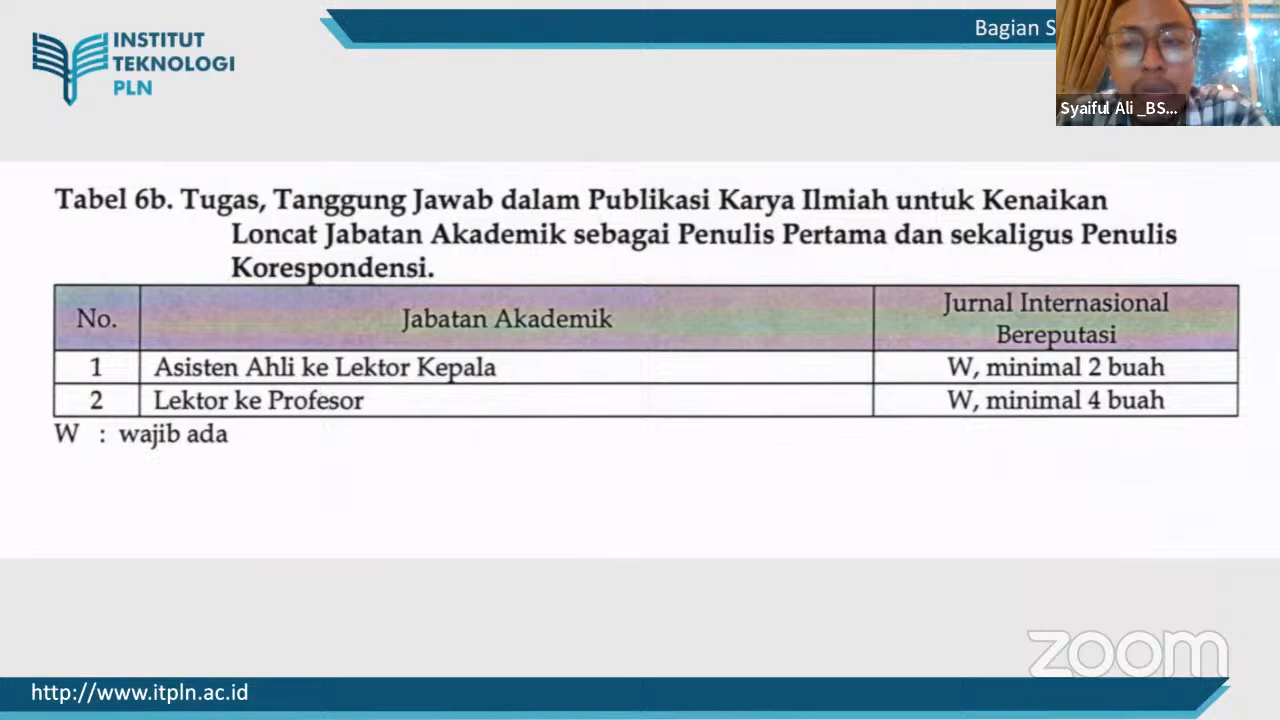 INSTITUT
TEKNOLOGI
PLN
Bagian S
Syaiful Ali _BS...
Tabel 6b. Tugas, Tanggung Jawab dalam Publikasi Karya Ilmiah untuk Kenaikan
Loncat Jabatan Akademik sebagai Penulis Pertama dan sekaligus Penulis
Korespondensi.
No. Jabatan Akademik Jurnal Internasional
Bereputasi
1 Asisten Ahli ke Lektor Kepala W, minimal 2 buah
2 Lektor ke Profesor W, minimal 4 buah
W : wajib ada
zoom
http://www.itpln.ac.id